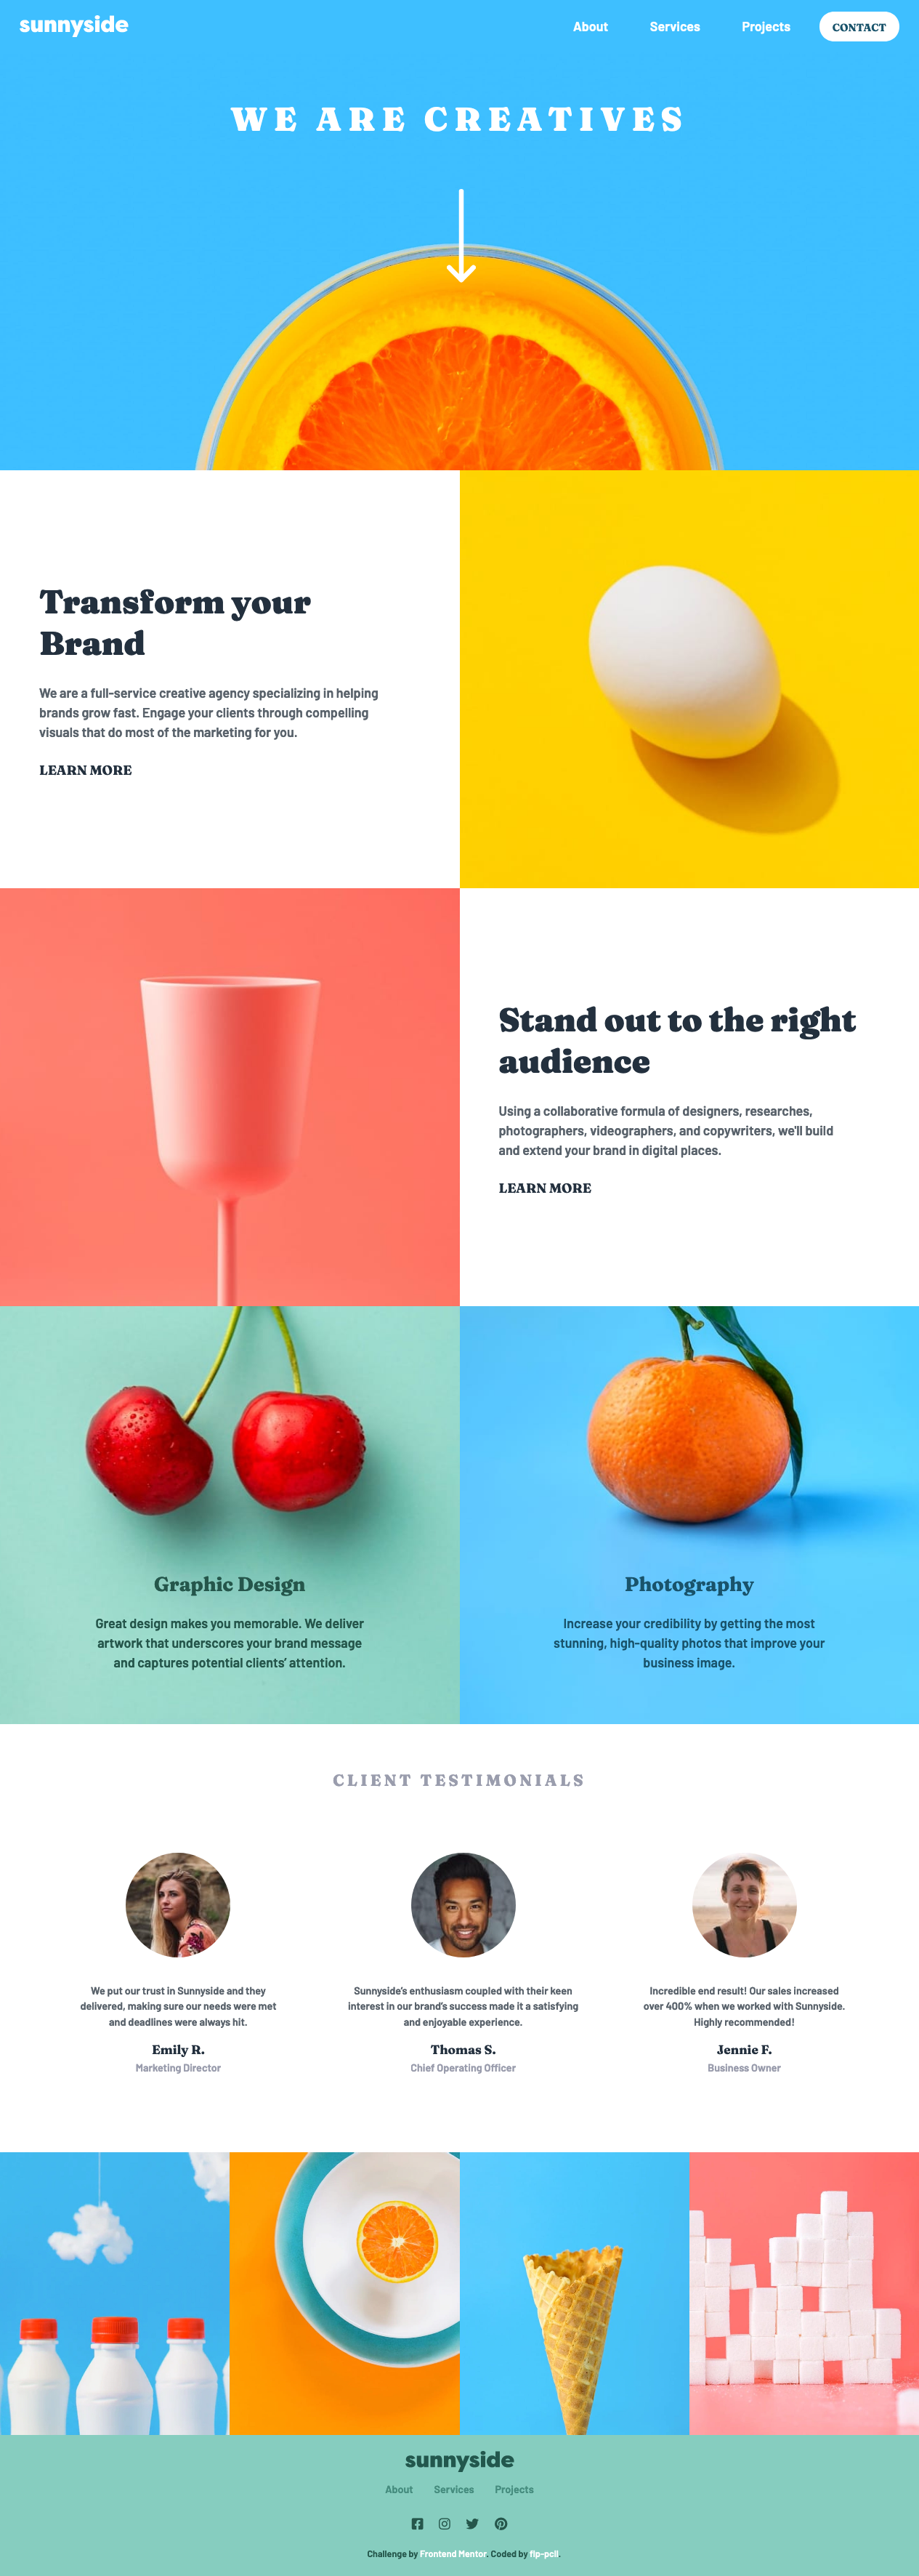 sunnyside
About Services Projects CONTACT
WE ARE CREATIVES
Transform your
Brand
We are a full-service creative agency specializing in helping
brands grow fast. Engage your clients through compelling
visuals that do most of the marketing for you.
LEARN MORE
Stand out to the right
audience
Using a collaborative formula of designers, researches,
photographers, videographers, and copywriters, we'll build
and extend your brand in digital places.
LEARN MORE
Graphic Design
Great design makes you memorable. We deliver
artwork that underscores your brand message
and captures potential clients’ attention.
Photography
Increase your credibility by getting the most
stunning, high-quality photos that improve your
business image.
CLIENT TESTIMONIALS
We put our trust in Sunnyside and they
delivered, making sure our needs were met
and deadlines were always hit.
Emily R.
Marketing Director
Sunnyside’s enthusiasm coupled with their keen
interest in our brand’s success made it a satisfying
and enjoyable experience.
Thomas S.
Chief Operating Officer
Incredible end result! Our sales increased
over 400% when we worked with Sunnyside.
Highly recommended!
Jennie F.
Business Owner
sunnyside
About Services Projects
Challenge by Frontend Mentor. Coded by flp-pcll.